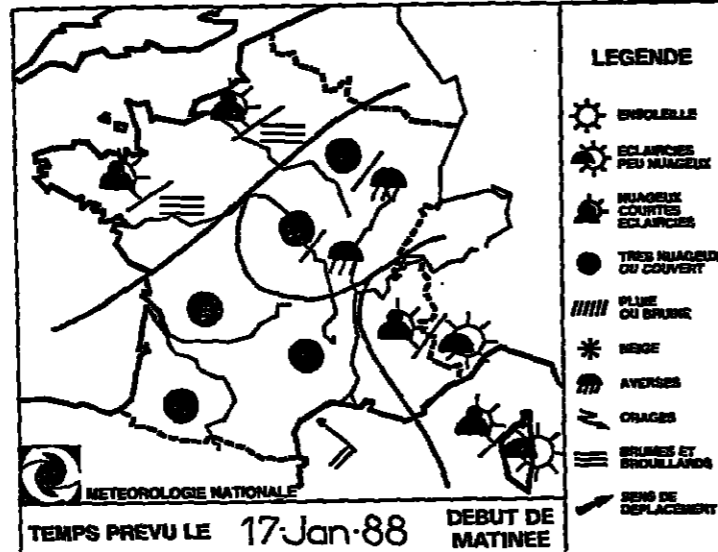 LEGENDE
ENSOLEILLE
ECLAIRCIES
PEU NUAGEUX
NUAGEUX
COURTES
ECLAIRCIES
TRES NUAGEUX
OU COUVERT
PLUIE
OU BRUINE
NEIGE
AVERSES
ORAGES
BRUMES ET
BROUILLARDS
SENS DE
DEPLACEMENT
METEOROLOGIE NATIONALE
TEMPS PREVU LE 17·Jan·88 DEBUT DE
MATINEE